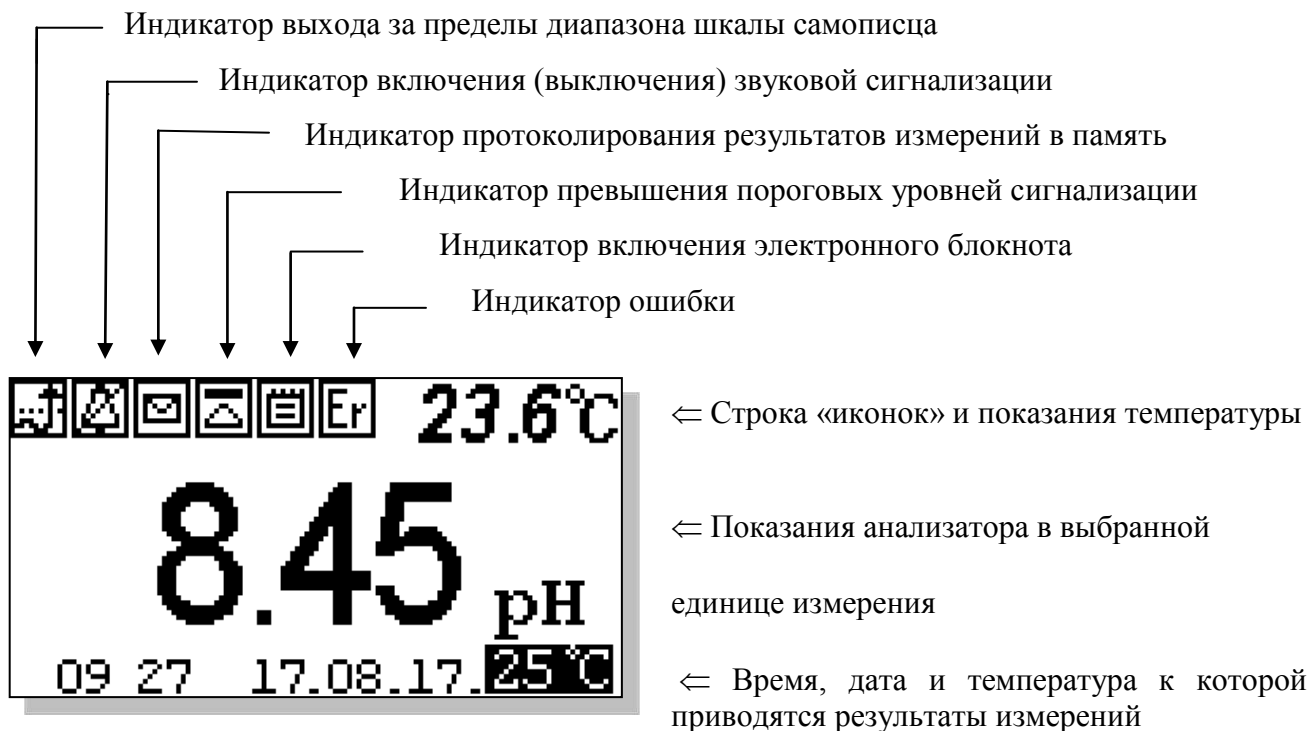 Индикатор выхода за пределы диапазона шкалы самописца
Индикатор включения (выключения) звуковой сигнализации
Индикатор протоколирования результатов измерений в память
Индикатор превышения пороговых уровней сигнализации
Индикатор включения электронного блокнота
Индикатор ошибки
Er 23.6°C
⇐ Строка «иконок» и показания температуры
8.45 pH
⇐ Показания анализатора в выбранной
единице измерения
09 27 17.08.17. 25°C
⇐ Время, дата и температура к которой
приводятся результаты измерений